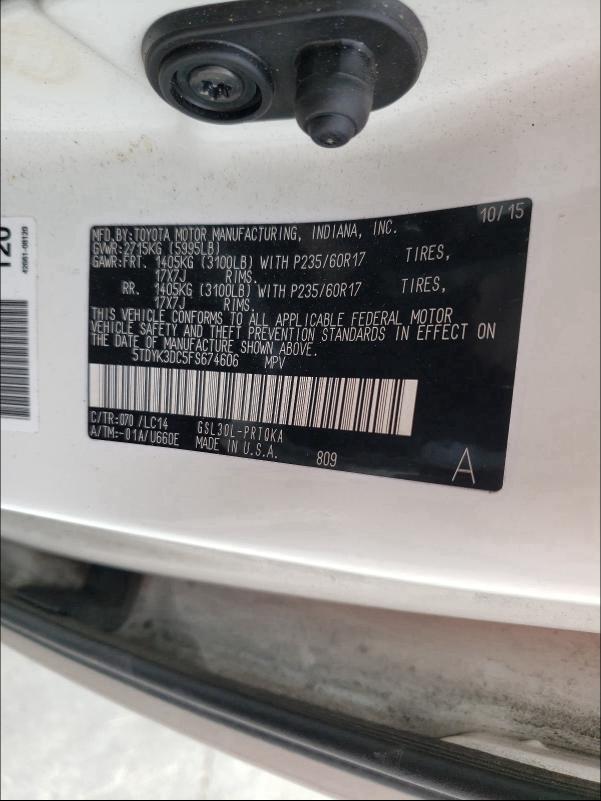 10/15
MFD.BY:TOYOTA MOTOR MANUFACTURING, INDIANA, INC.
GVWR:2715KG (5995LB)
GAWR:FRT. 1405KG (3100LB) WITH P235/60R17 TIRES,
17X7J RIMS.
RR. 1405KG (3100LB) WITH P235/60R17 TIRES,
17X7J RIMS.
THIS VEHICLE CONFORMS TO ALL APPLICABLE FEDERAL MOTOR
VEHICLE SAFETY AND THEFT PREVENTION STANDARDS IN EFFECT ON
THE DATE OF MANUFACTURE SHOWN ABOVE.
5TDYK3DC5FS674606 MPV
C/TR:070 /LC14 GSL30L-PRTQKA
A/TM:-01A/U660E MADE IN U.S.A. 809 A
42661-08120